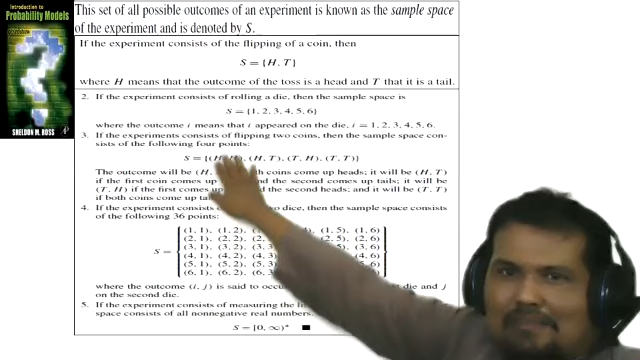 Introduction to
Probability Models
SHELDON M. ROSS
This set of all possible outcomes of an experiment is known as the sample space
of the experiment and is denoted by S.
If the experiment consists of the flipping of a coin, then
S = {H, T}
where H means that the outcome of the toss is a head and T that it is a tail.
2. If the experiment consists of rolling a die, then the sample space is
S = {1, 2, 3, 4, 5, 6}
where the outcome i means that i appeared on the die, i = 1, 2, 3, 4, 5, 6.
3. If the experiments consists of flipping two coins, then the sample space con-
sists of the following four points:
S = {(H, H), (H, T), (T, H), (T, T)}
The outcome will be (H, both coins come up heads; it will be (H, T)
if the first coin comes up and the second comes up tails; it will be
(T, H) if the first comes up and the second heads; and it will be (T, T)
if both coins come up
4. If the experiment consists two dice, then the sample space consists
of the following 36 points:
(1, 1), (1, 2), (1, 5), (1, 6)
(2, 1), (2, 2), (2, 5), (2, 6)
(3, 1), (3, 2), (3, 6)
S = (4, 1), (4, 2), (4, 6)
(5, 1), (5, 2), (5, 6)
(6, 1), (6, 2), (6, 6)
where the outcome (i, j) is said to die and j
on the second die.
5. If the experiment consists of measuring the
space consists of all nonnegative real numbers.
S = [0, ∞)*